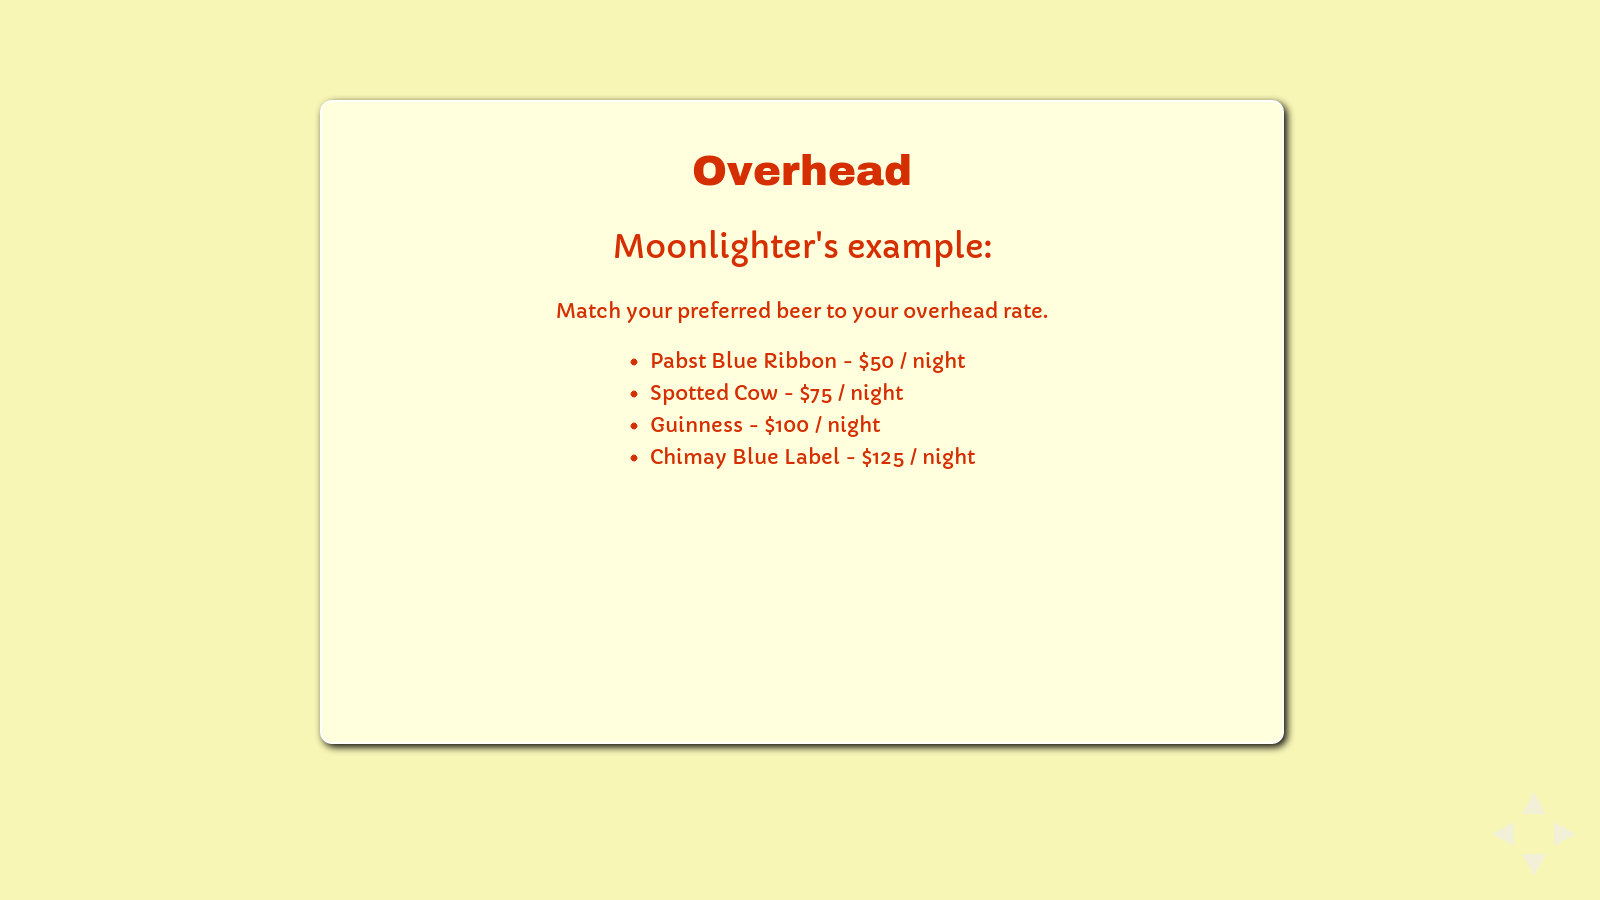 Overhead
Moonlighter's example:
Match your preferred beer to your overhead rate.
• Pabst Blue Ribbon - $50 / night
• Spotted Cow - $75 / night
• Guinness - $100 / night
• Chimay Blue Label - $125 / night